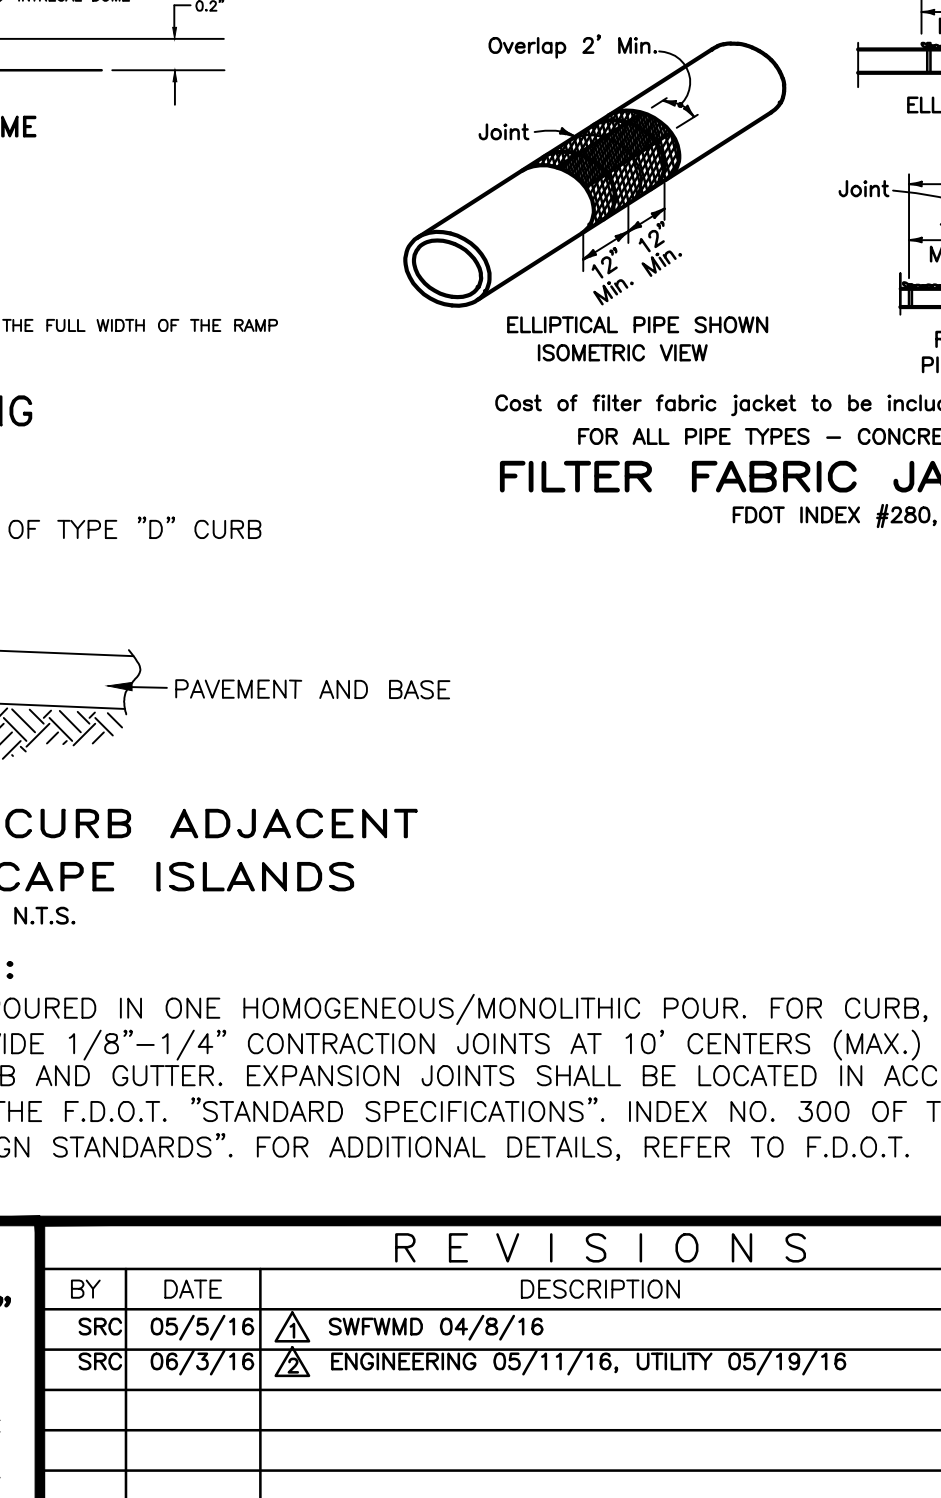 0.2"
Overlap 2' Min.
Joint
12" Min.
12" Min.
ELLIPTICAL PIPE SHOWN
ISOMETRIC VIEW
ME
ELL
Joint
M
F
PI
THE FULL WIDTH OF THE RAMP
NG
Cost of filter fabric jacket to be includ
FOR ALL PIPE TYPES – CONCRE
FILTER FABRIC JA
FDOT INDEX #280,
OF TYPE "D" CURB
PAVEMENT AND BASE
CURB ADJACENT
CAPE ISLANDS
N.T.S.
:
POURED IN ONE HOMOGENEOUS/MONOLITHIC POUR. FOR CURB,
VIDE 1/8"–1/4" CONTRACTION JOINTS AT 10' CENTERS (MAX.)
B AND GUTTER. EXPANSION JOINTS SHALL BE LOCATED IN ACC
THE F.D.O.T. "STANDARD SPECIFICATIONS". INDEX NO. 300 OF T
GN STANDARDS". FOR ADDITIONAL DETAILS, REFER TO F.D.O.T.
REVISIONS
BY DATE DESCRIPTION
SRC 05/5/16 1 SWFWMD 04/8/16
SRC 06/3/16 2 ENGINEERING 05/11/16, UTILITY 05/19/16